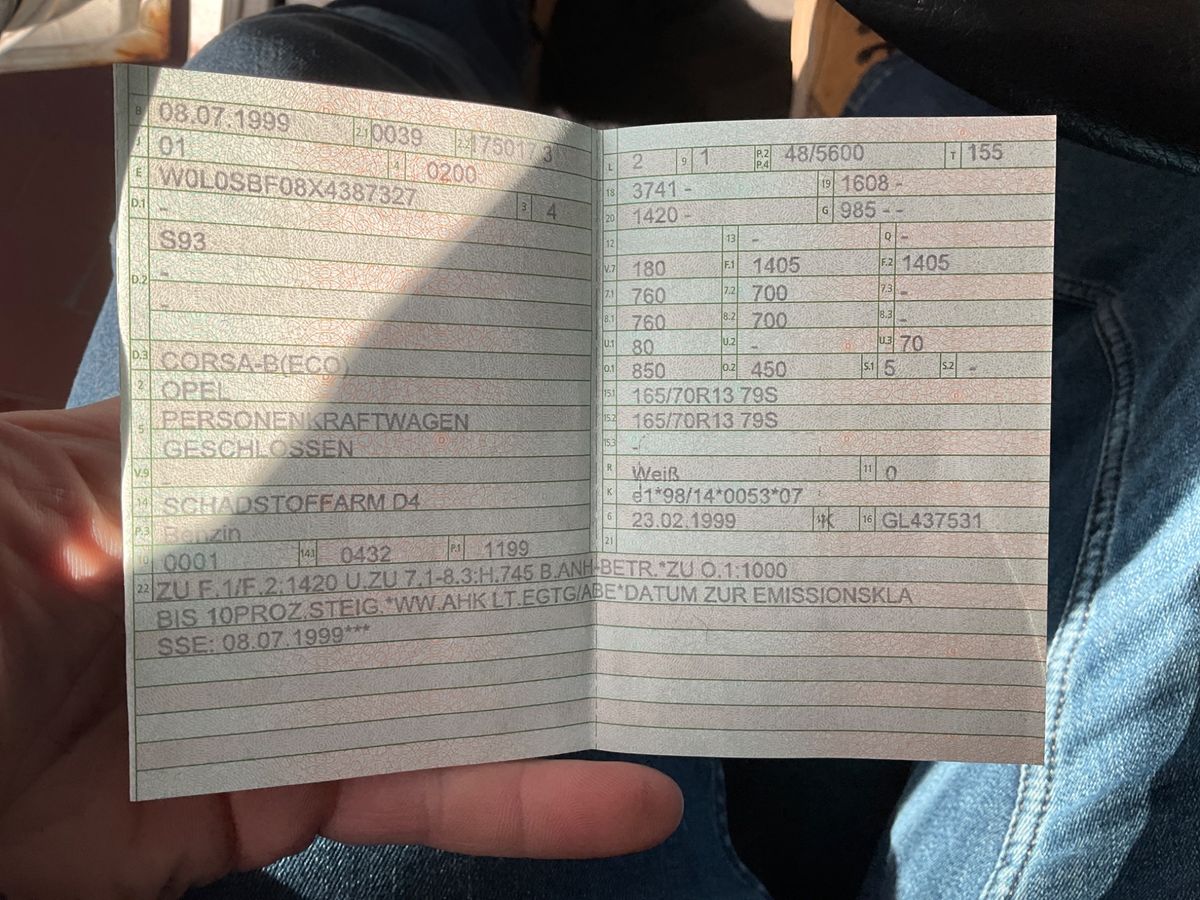 B 08.07.1999 2.1 0039 2.2 175017 3
J 01 4 0200
E W0L0SBF08X4387327 3 4
D.1 -
S93
D.2 -
-
D.3 CORSA-B(ECO)
2 OPEL
5 PERSONENKRAFTWAGEN
GESCHLOSSEN
V.9
14 SCHADSTOFFARM D4
P.3 Benzin
10 0001 14.1 0432 P.1 1199
L 2 9 1 P.2 P.4 48/5600 T 155
18 3741 - 19 1608 -
20 1420 - G 985 - -
12 13 - Q -
V.7 180 F.1 1405 F.2 1405
7.1 760 7.2 700 7.3 -
8.1 760 8.2 700 8.3 -
U.1 80 U.2 - U.3 70
O.1 850 O.2 450 S.1 5 S.2 -
15.1 165/70R13 79S
15.2 165/70R13 79S
15.3 -
R Weiß 11 0
K e1*98/14*0053*07
6 23.02.1999 K 16 GL437531
21
22 ZU F.1/F.2:1420 U.ZU 7.1-8.3:H.745 B.ANH-BETR.*ZU O.1:1000
BIS 10PROZ.STEIG.*WW.AHK LT.EGTG/ABE*DATUM ZUR EMISSIONSKLA
SSE: 08.07.1999***